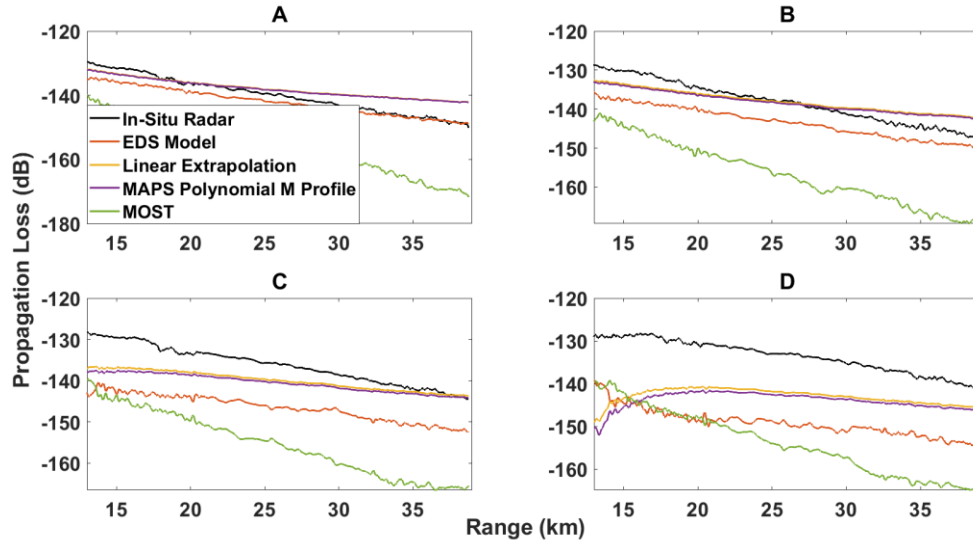 A
-120
-140
-160
-180
15 20 25 30 35
In-Situ Radar
EDS Model
Linear Extrapolation
MAPS Polynomial M Profile
MOST
B
-120
-130
-140
-150
-160
15 20 25 30 35
C
-120
-130
-140
-150
-160
15 20 25 30 35
D
-120
-130
-140
-150
-160
15 20 25 30 35
Propagation Loss (dB)
Range (km)